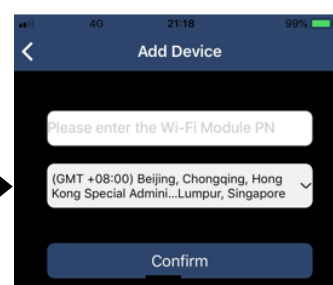 4G 21:18 99%
Add Device
Please enter the Wi-Fi Module PN
(GMT +08:00) Beijing, Chongqing, Hong
Kong Special Admini...Lumpur, Singapore
Confirm